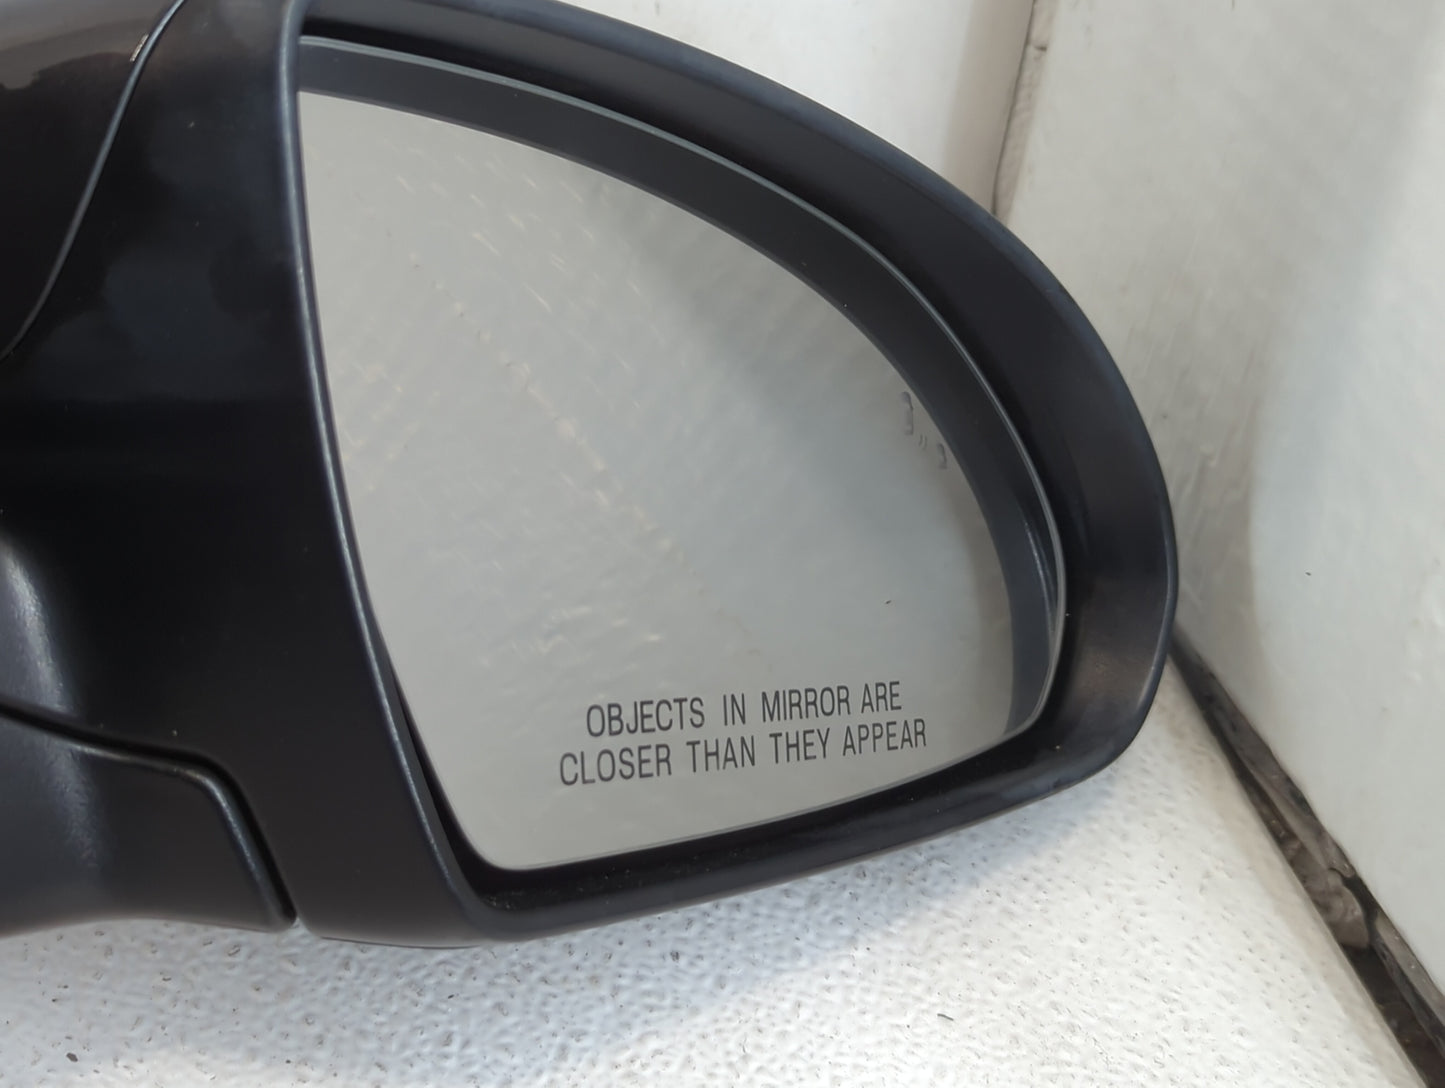 OBJECTS IN MIRROR ARE
CLOSER THAN THEY APPEAR